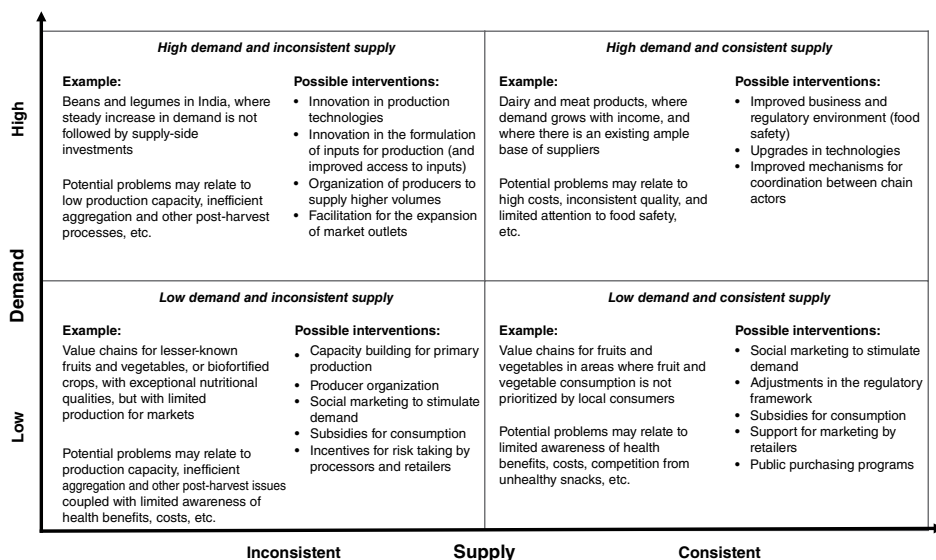 High demand and inconsistent supply
Example:
Beans and legumes in India, where
steady increase in demand is not
followed by supply-side
investments
Potential problems may relate to
low production capacity, inefficient
aggregation and other post-harvest
processes, etc.
Possible interventions:
• Innovation in production
technologies
• Innovation in the formulation
of inputs for production (and
improved access to inputs)
• Organization of producers to
supply higher volumes
• Facilitation for the expansion
of market outlets
High demand and consistent supply
Example:
Dairy and meat products, where
demand grows with income, and
where there is an existing ample
base of suppliers
Potential problems may relate to
high costs, inconsistent quality, and
limited attention to food safety,
etc.
Possible interventions:
• Improved business and
regulatory environment (food
safety)
• Upgrades in technologies
• Improved mechanisms for
coordination between chain
actors
Low demand and inconsistent supply
Example:
Value chains for lesser-known
fruits and vegetables, or biofortified
crops, with exceptional nutritional
qualities, but with limited
production for markets
Potential problems may relate to
production capacity, inefficient
aggregation and other post-harvest issues
coupled with limited awareness of
health benefits, costs, etc.
Possible interventions:
• Capacity building for primary
production
• Producer organization
• Social marketing to stimulate
demand
• Subsidies for consumption
• Incentives for risk taking by
processors and retailers
Low demand and consistent supply
Example:
Value chains for fruits and
vegetables in areas where fruit and
vegetable consumption is not
prioritized by local consumers
Potential problems may relate to
limited awareness of health
benefits, costs, competition from
unhealthy snacks, etc.
Possible interventions:
• Social marketing to stimulate
demand
• Adjustments in the regulatory
framework
• Subsidies for consumption
• Support for marketing by
retailers
• Public purchasing programs
High
Demand
Low
Inconsistent
Supply
Consistent